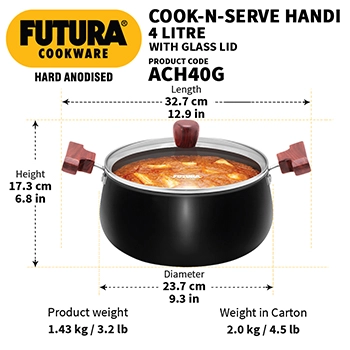 FUTURA®
COOKWARE
HARD ANODISED
COOK-N-SERVE HANDI
4 LITRE
WITH GLASS LID
PRODUCT CODE
ACH40G
Length
32.7 cm
12.9 in
Height
17.3 cm
6.8 in
Diameter
23.7 cm
9.3 in
Product weight
1.43 kg / 3.2 lb
Weight in Carton
2.0 kg / 4.5 lb